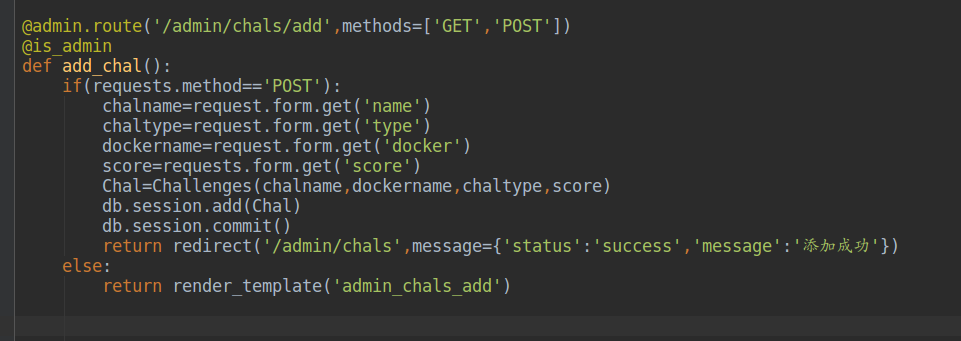 @admin.route('/admin/chals/add',methods=['GET','POST'])
@is_admin
def add_chal():
    if(requests.method=='POST'):
        chalname=request.form.get('name')
        chaltype=request.form.get('type')
        dockername=request.form.get('docker')
        score=requests.form.get('score')
        Chal=Challenges(chalname,dockername,chaltype,score)
        db.session.add(Chal)
        db.session.commit()
        return redirect('/admin/chals',message={'status':'success','message':'添加成功'})
    else:
        return render_template('admin_chals_add')